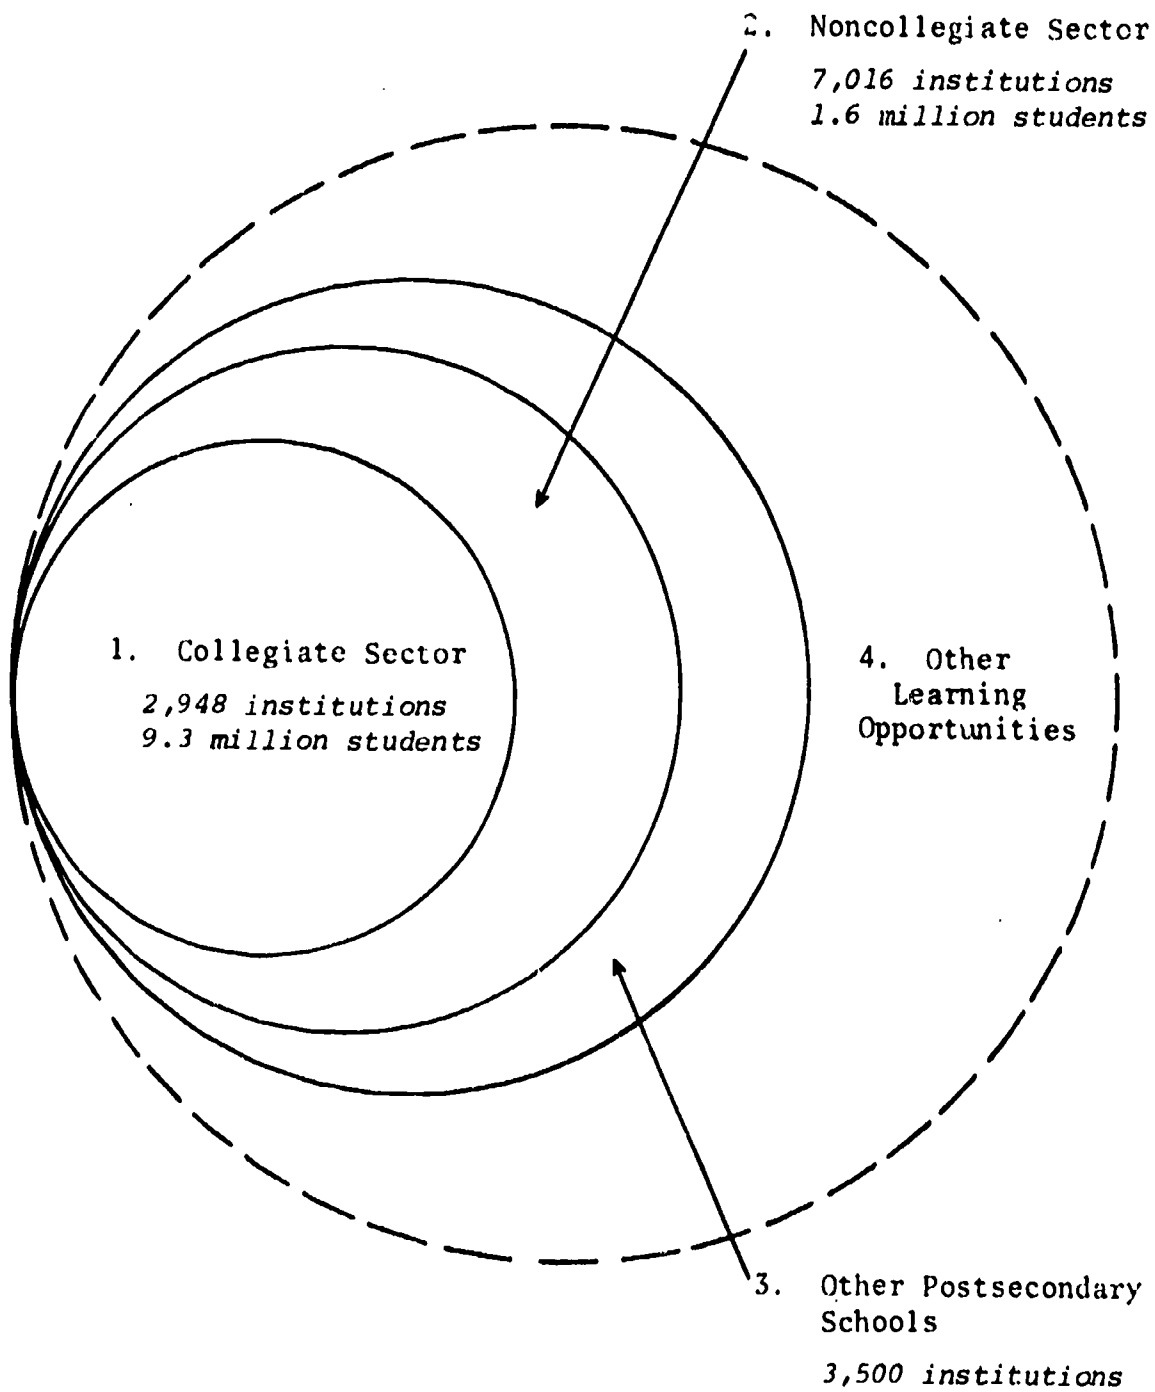 2. Noncollegiate Sector
7,016 institutions
1.6 million students
1. Collegiate Sector
2,948 institutions
9.3 million students
4. Other
Learning
Opportunities
3. Other Postsecondary
Schools
3,500 institutions